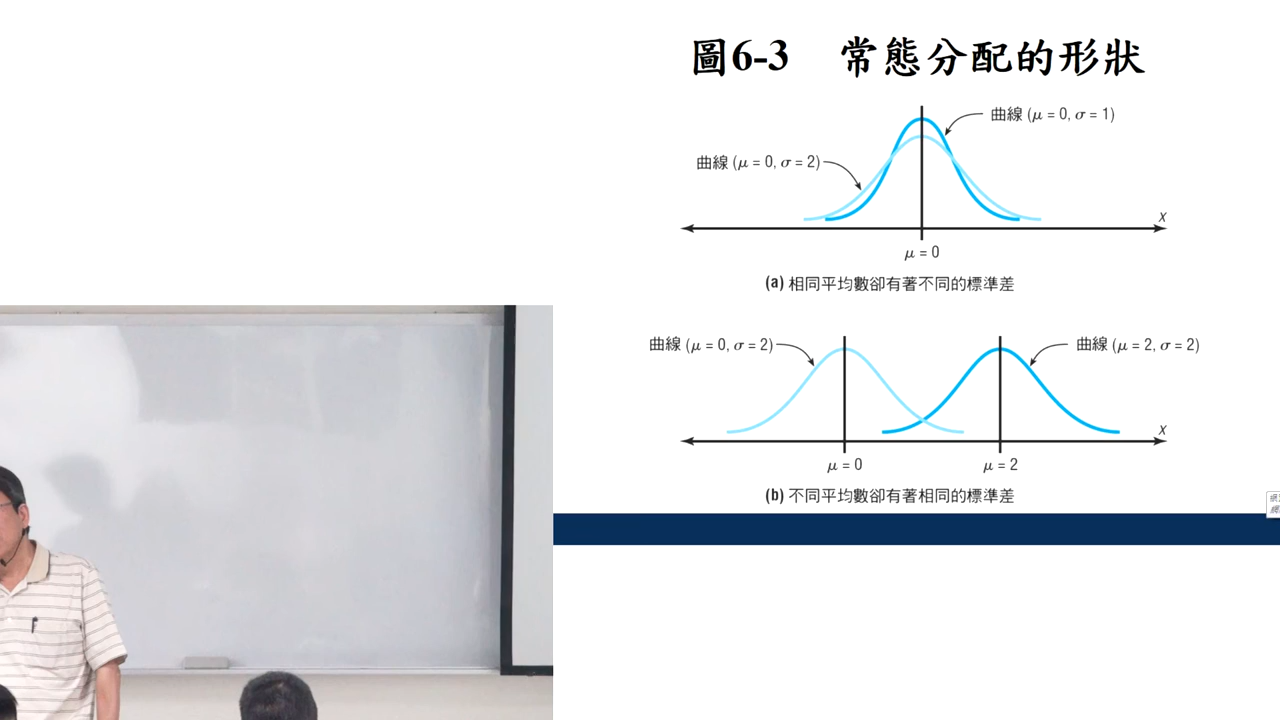 圖6-3 常態分配的形狀
曲線 (μ = 0, σ = 1)
曲線 (μ = 0, σ = 2)
x
μ = 0
(a) 相同平均數卻有著不同的標準差
曲線 (μ = 0, σ = 2)
曲線 (μ = 2, σ = 2)
x
μ = 0
μ = 2
(b) 不同平均數卻有著相同的標準差